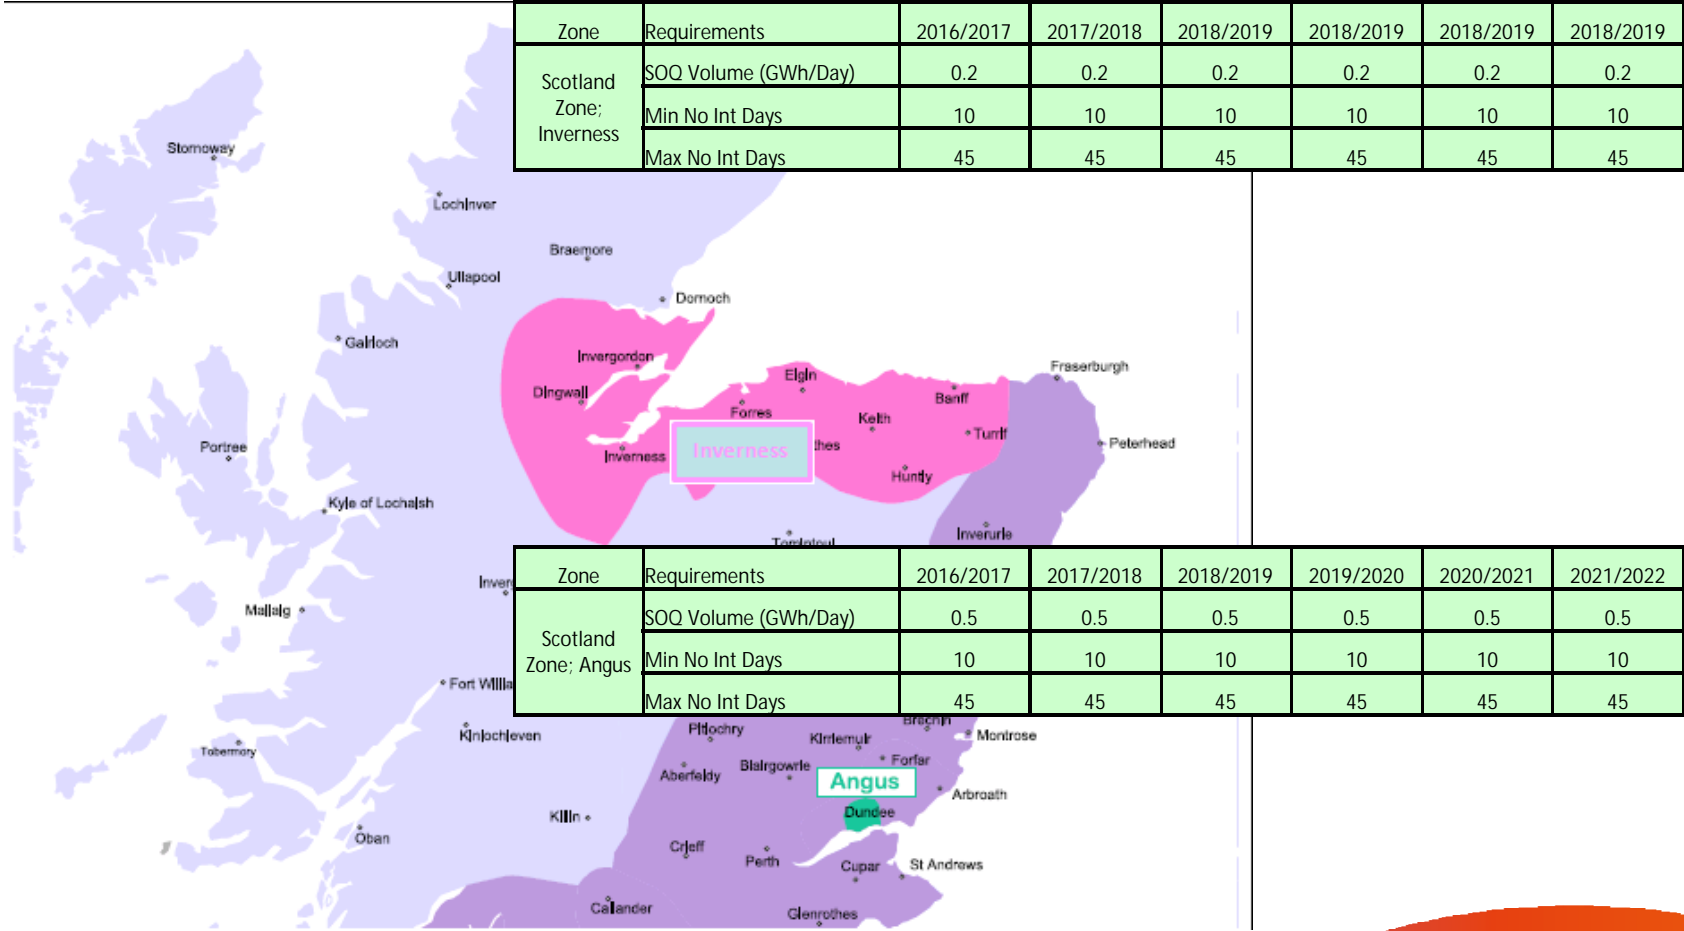 Zone Requirements 2016/2017 2017/2018 2018/2019 2018/2019 2018/2019 2018/2019
Scotland Zone; Inverness
SOQ Volume (GWh/Day) 0.2 0.2 0.2 0.2 0.2 0.2
Min No Int Days 10 10 10 10 10 10
Max No Int Days 45 45 45 45 45 45
Stornoway
Lochinver
Braemore
Ullapool
Dornoch
Gairloch
Invergordon
Fraserburgh
Elgin
Dingwall
Banff
Forres
Keith
Turrif
Peterhead
Portree
Inverness
Inverness
thes
Huntly
Kyle of Lochalsh
Inverurie
Tomintoul
Zone Requirements 2016/2017 2017/2018 2018/2019 2019/2020 2020/2021 2021/2022
Scotland Zone; Angus
SOQ Volume (GWh/Day) 0.5 0.5 0.5 0.5 0.5 0.5
Min No Int Days 10 10 10 10 10 10
Max No Int Days 45 45 45 45 45 45
Inver
Mallaig
Fort Willia
Kinlochleven
Pitlochry
Brechin
Montrose
Kirriemuir
Tobermory
Forfar
Blairgowrie
Aberfeldy
Angus
Arbroath
Dundee
Killin
Oban
Crieff
Perth
Cupar
St Andrews
Callander
Glenrothes